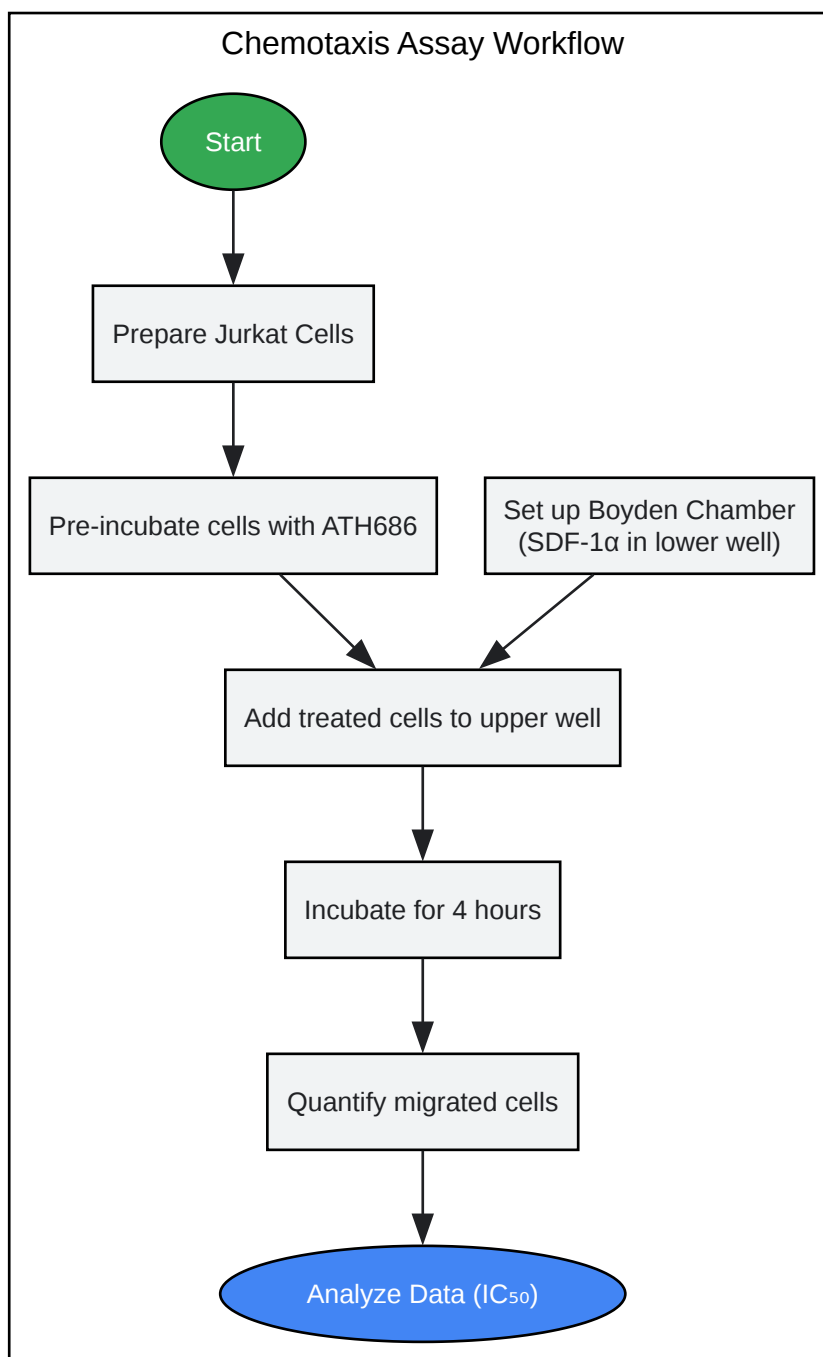 Chemotaxis Assay Workflow
Start
Prepare Jurkat Cells
Pre-incubate cells with ATH686
Set up Boyden Chamber
(SDF-1α in lower well)
Add treated cells to upper well
Incubate for 4 hours
Quantify migrated cells
Analyze Data (IC₅₀)